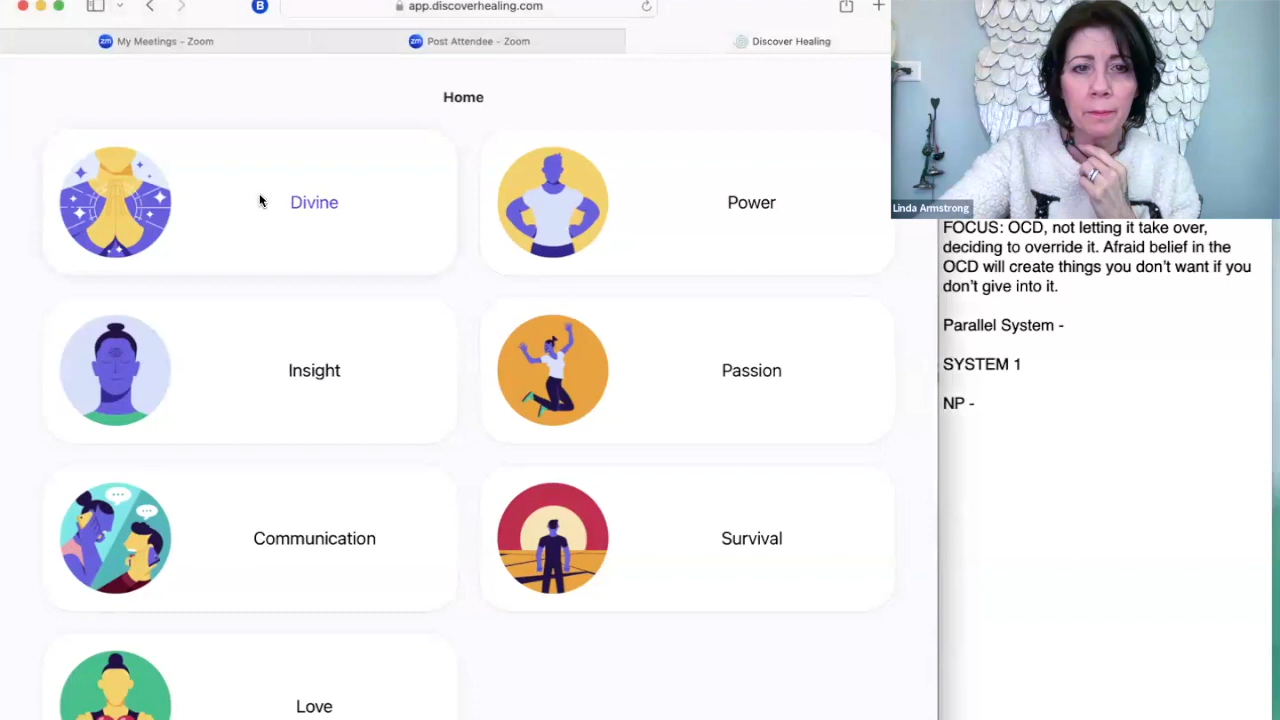 B
app.discoverhealing.com
zm My Meetings - Zoom
zm Post Attendee - Zoom
Discover Healing
Home
Divine
Power
Insight
Passion
Communication
Survival
Love
Linda Armstrong
FOCUS: OCD, not letting it take over,
deciding to override it. Afraid belief in the
OCD will create things you don't want if you
don't give into it.
Parallel System -
SYSTEM 1
NP -